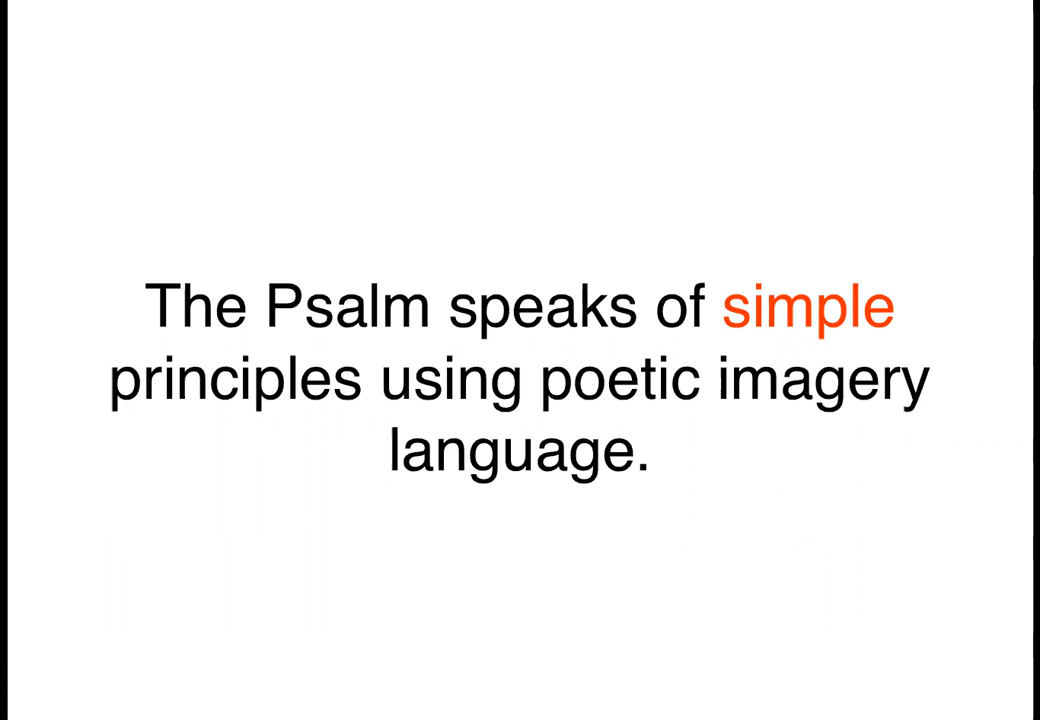 The Psalm speaks of simple
principles using poetic imagery
language.